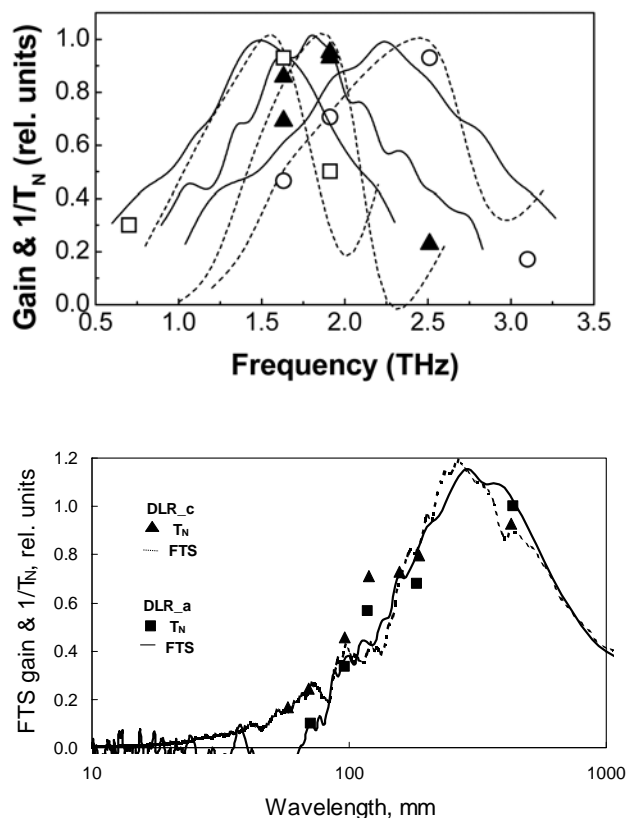 Gain & 1/T_N (rel. units)
1.0
0.8
0.6
0.4
0.2
0.0
0.5 1.0 1.5 2.0 2.5 3.0 3.5
Frequency (THz)
FTS gain & 1/T_N, rel. units
1.2
1.0
0.8
0.6
0.4
0.2
0.0
DLR_c
T_N
FTS
DLR_a
T_N
FTS
10 100 1000
Wavelength, mm